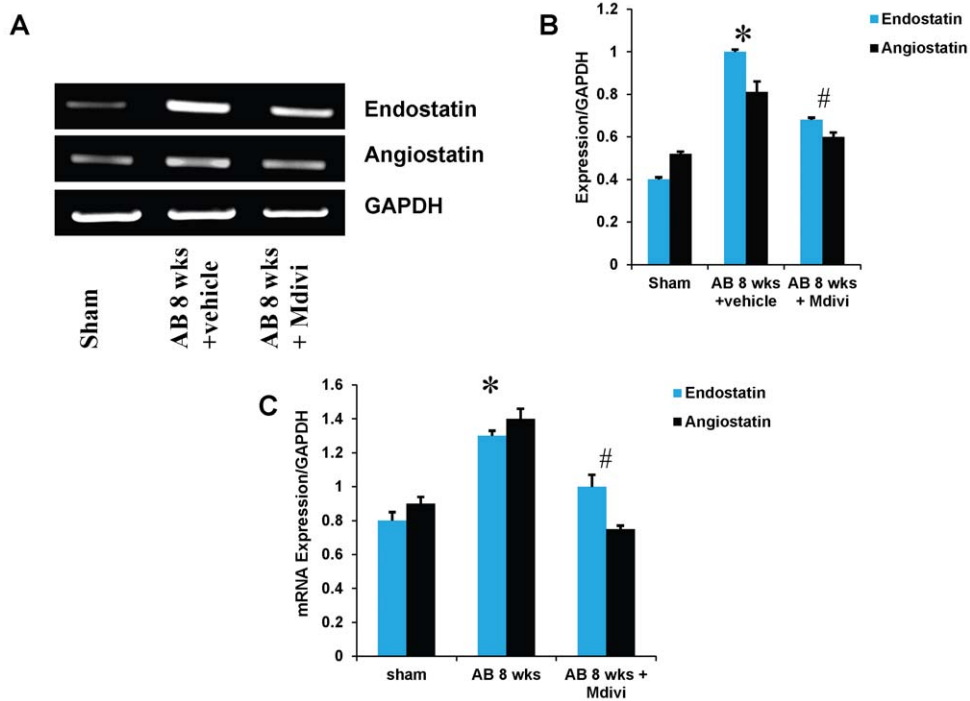 A
Endostatin
Angiostatin
GAPDH
Sham
AB 8 wks
+vehicle
AB 8 wks
+ Mdivi
B
Expression/GAPDH
1.2
1
0.8
0.6
0.4
0.2
0
*
#
Sham
AB 8 wks
+vehicle
AB 8 wks
+ Mdivi
Endostatin
Angiostatin
C
mRNA Expression/GAPDH
1.6
1.4
1.2
1
0.8
0.6
0.4
0.2
0
*
#
sham
AB 8 wks
AB 8 wks +
Mdivi
Endostatin
Angiostatin